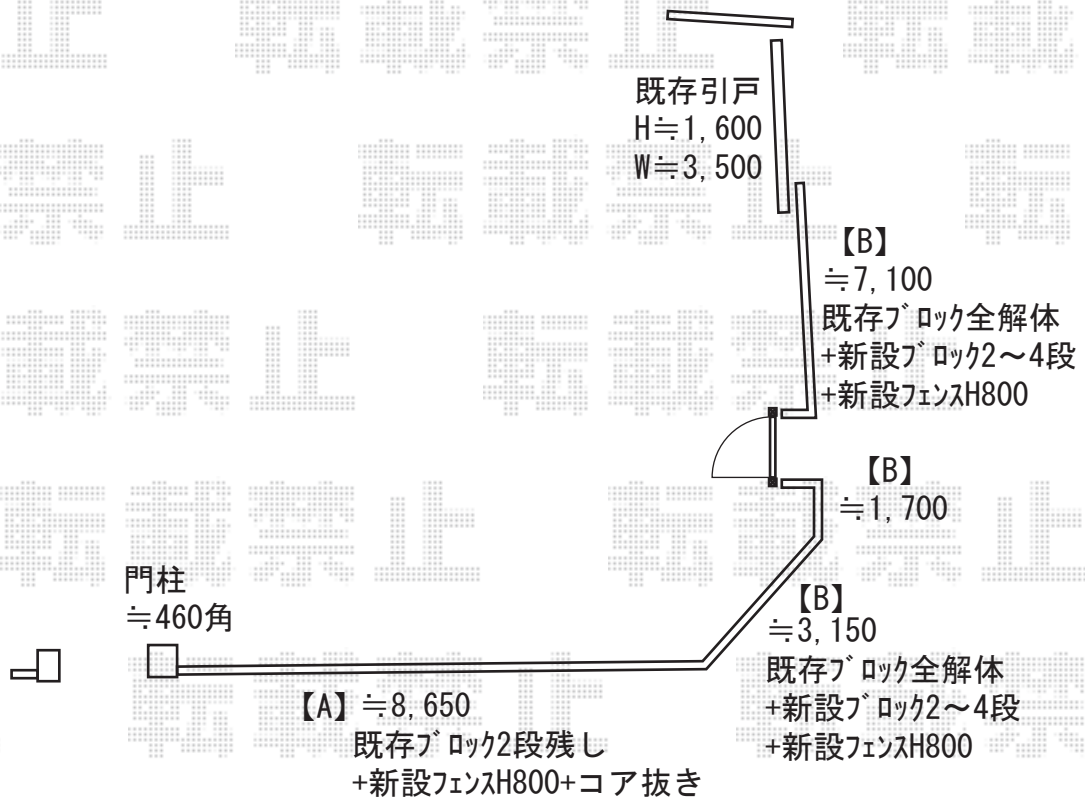 転載禁止
既存引戸
H≒1,600
W≒3,500
【B】
≒7,100
既存ブロック全解体
+新設ブロック2～4段
+新設フェンスH800
【B】
≒1,700
門柱
≒460角
【B】
≒3,150
既存ブロック全解体
+新設ブロック2～4段
+新設フェンスH800
【A】≒8,650
既存ブロック2段残し
+新設フェンスH800+コア抜き